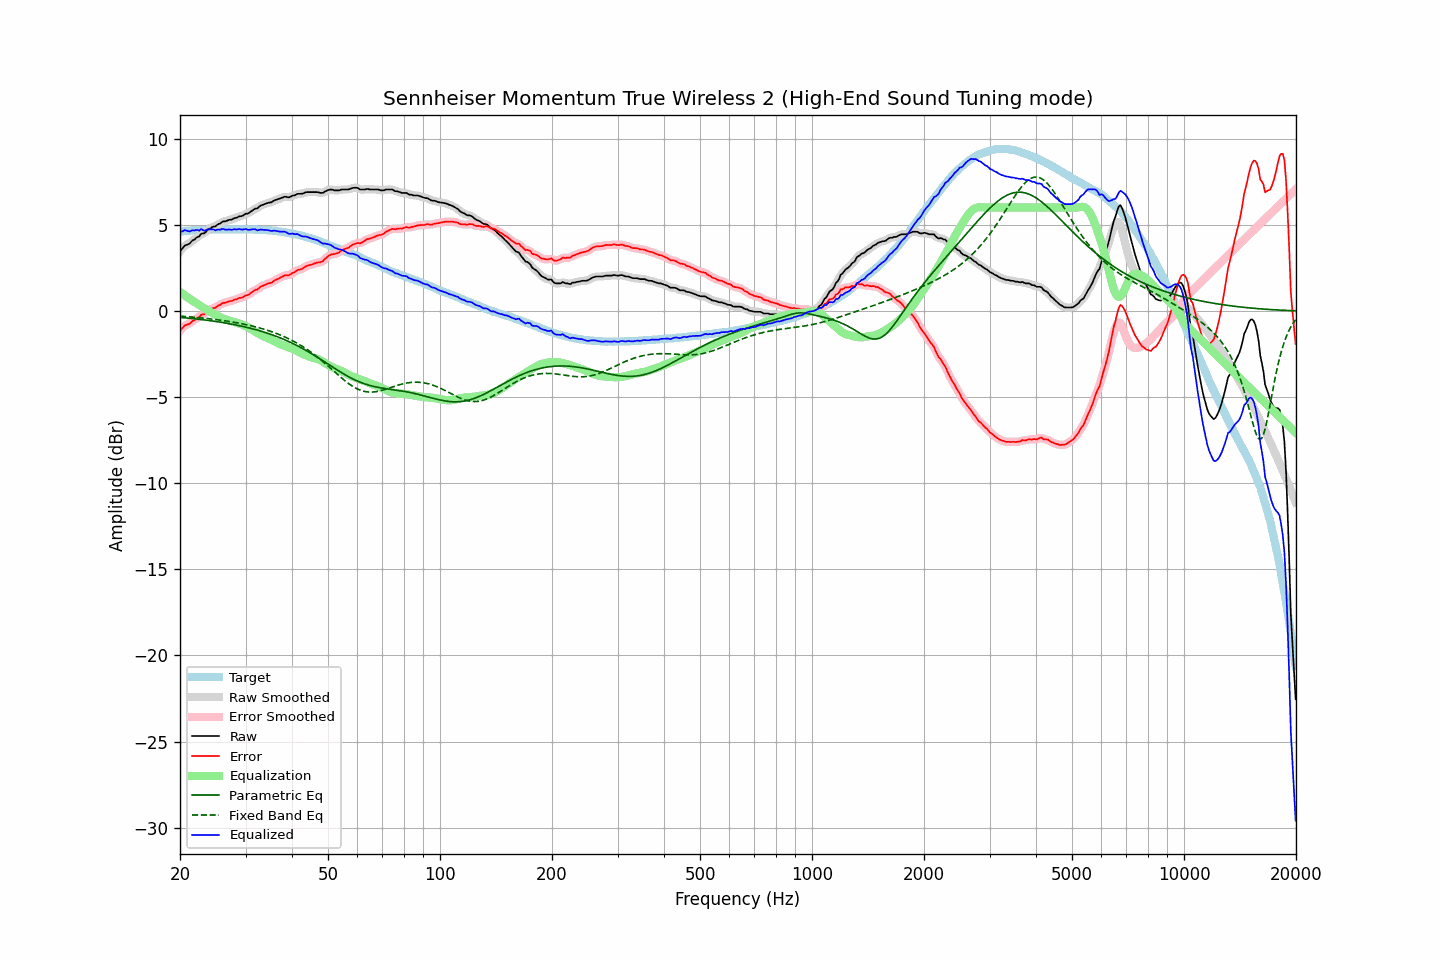 Sennheiser Momentum True Wireless 2 (High-End Sound Tuning mode)
10
5
0
−5
−10
−15
−20
−25
−30
Amplitude (dBr)
Target
Raw Smoothed
Error Smoothed
Raw
Error
Equalization
Parametric Eq
Fixed Band Eq
Equalized
20 50 100 200 500 1000 2000 5000 10000 20000
Frequency (Hz)